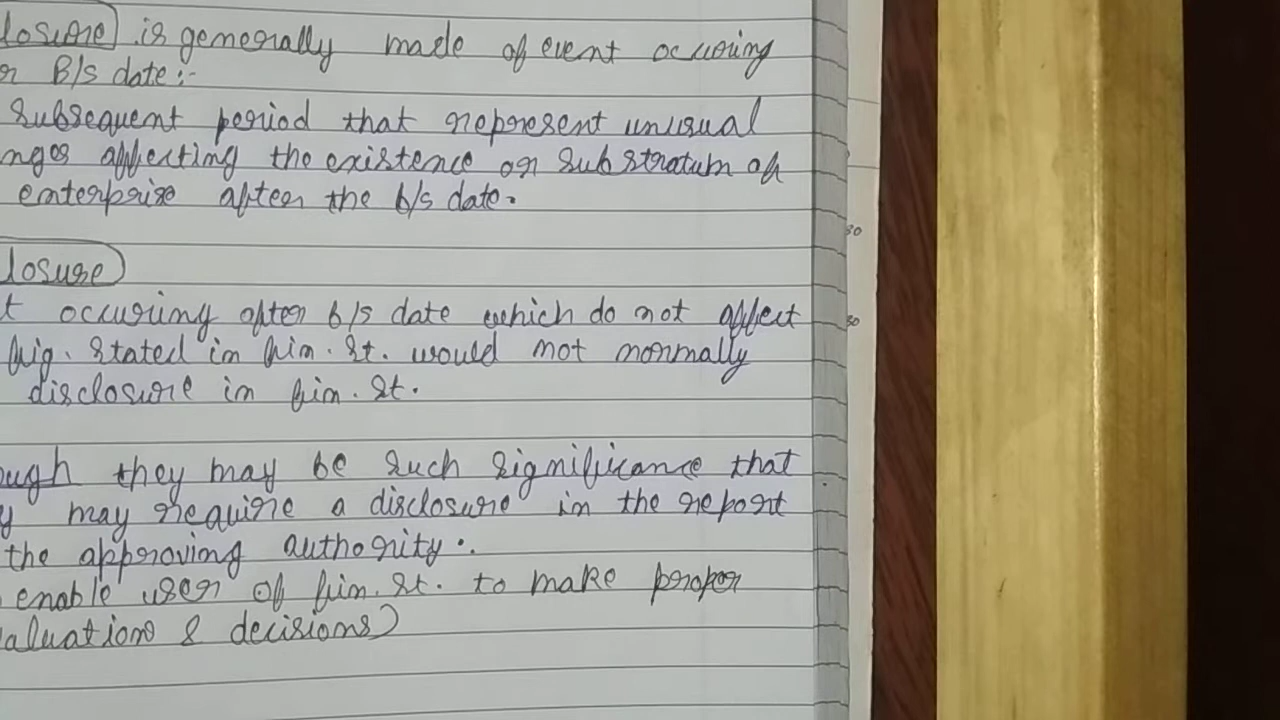 losure is generally made of event occuring
r B/s date :-
Subsequent period that represent unusual
nges affecting the existence or Substratum of
enterprise after the b/s date.
losure
t occuring after b/s date which do not affect
fig. stated in fin. st. would not normally
disclosure in fin. st.
ough they may be such significance that
y may require a disclosure in the report
the approving authority.
enable user of fin. st. to make proper
aluations & decisions)
30
30